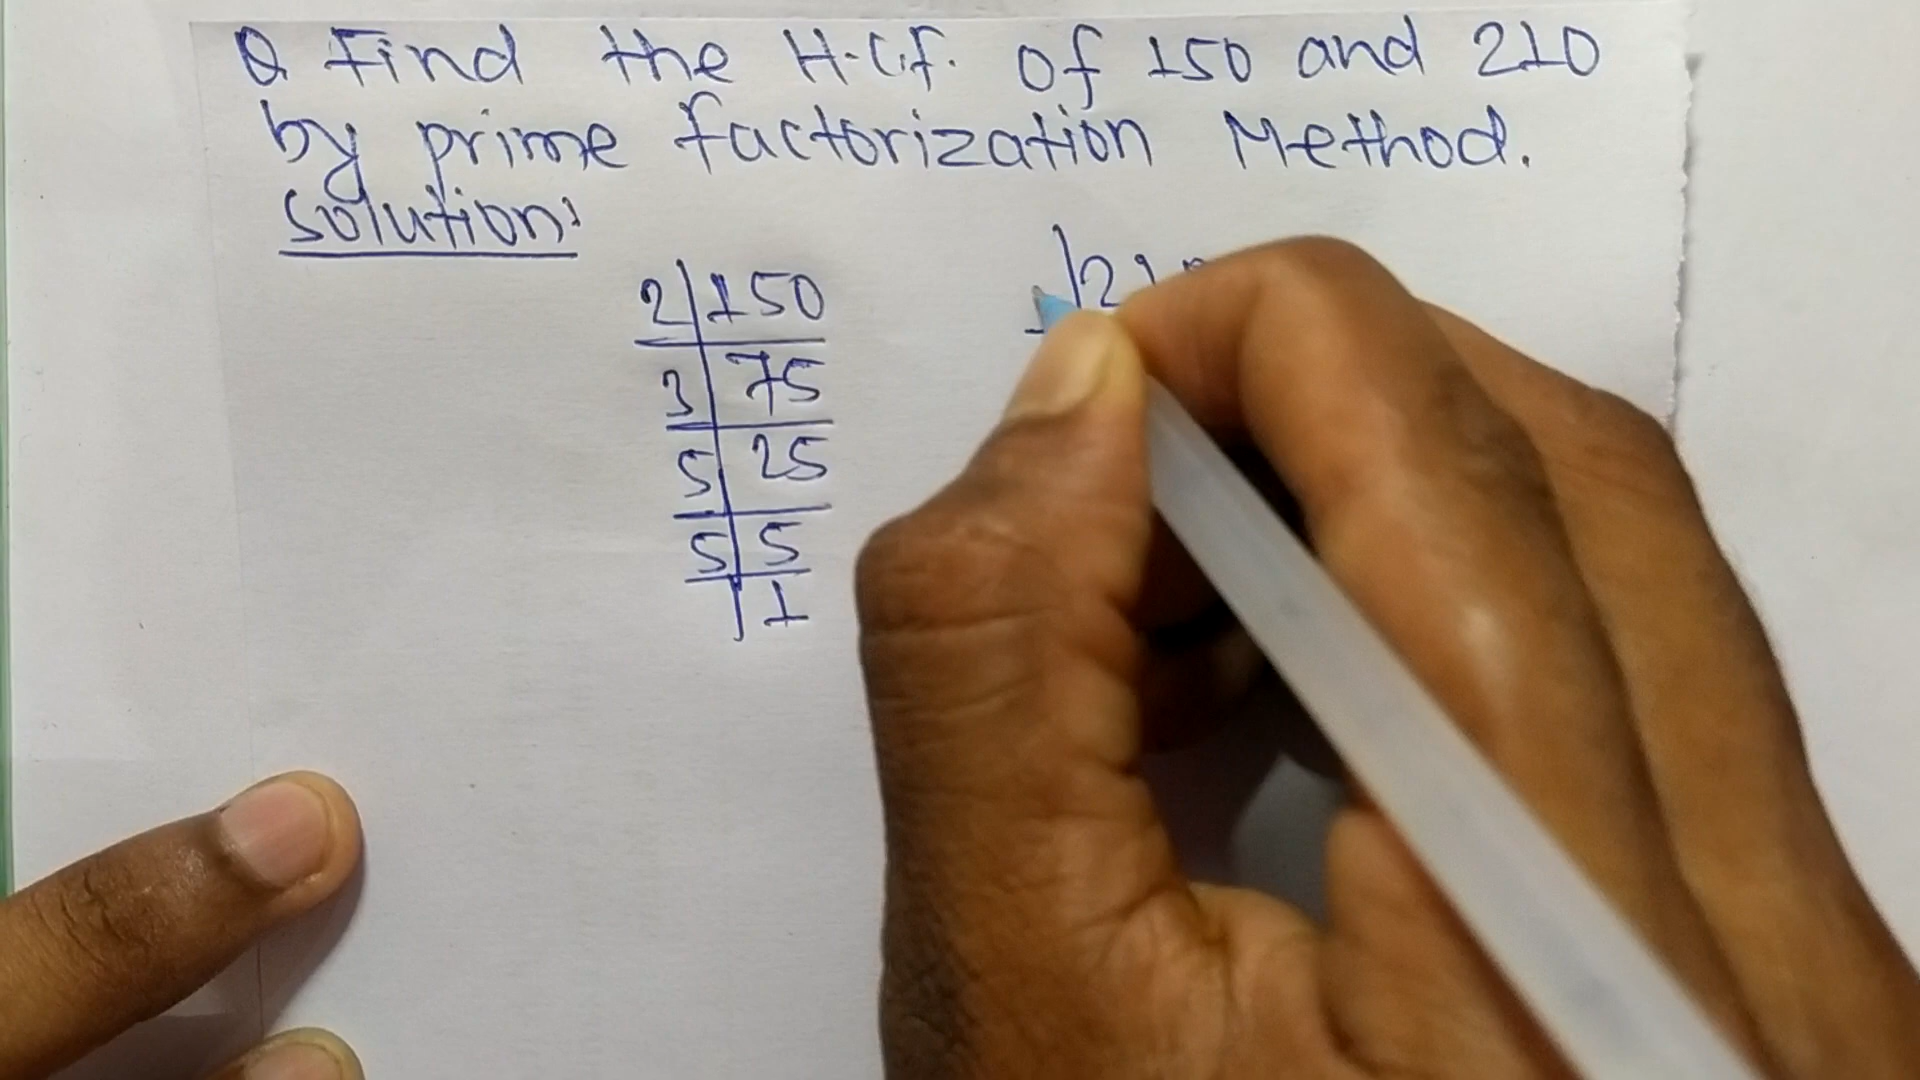 Q Find the H.C.F. of 150 and 210
by prime factorization Method.
Solution:
2 150
3 75
5 25
5 5
1